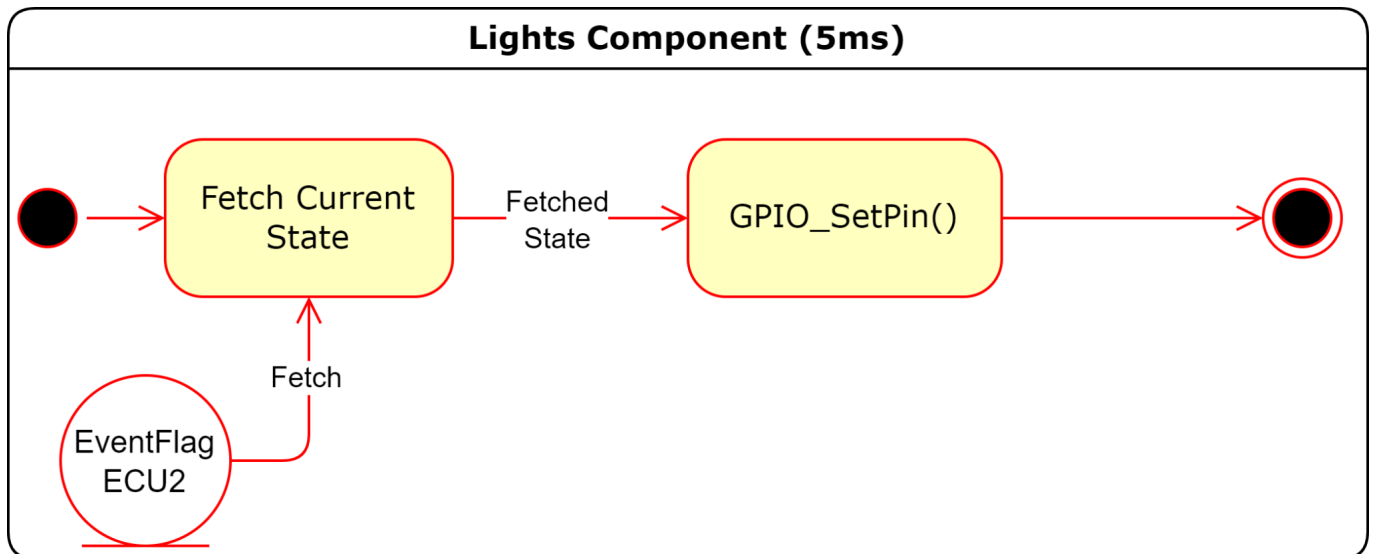 Lights Component (5ms)
Fetch Current
State
Fetched
State
GPIO_SetPin()
Fetch
EventFlag
ECU2